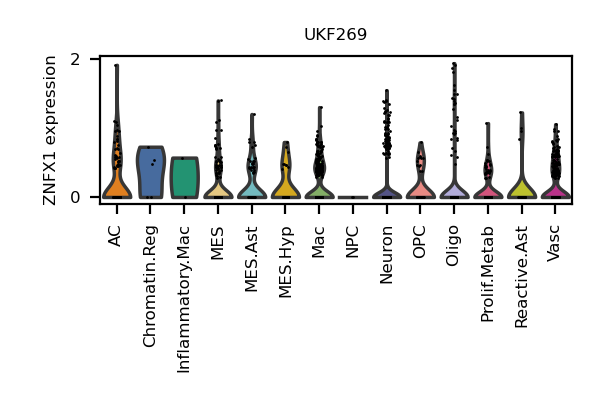 UKF269
ZNFX1 expression
2
0
AC
Chromatin.Reg
Inflammatory.Mac
MES
MES.Ast
MES.Hyp
Mac
NPC
Neuron
OPC
Oligo
Prolif.Metab
Reactive.Ast
Vasc